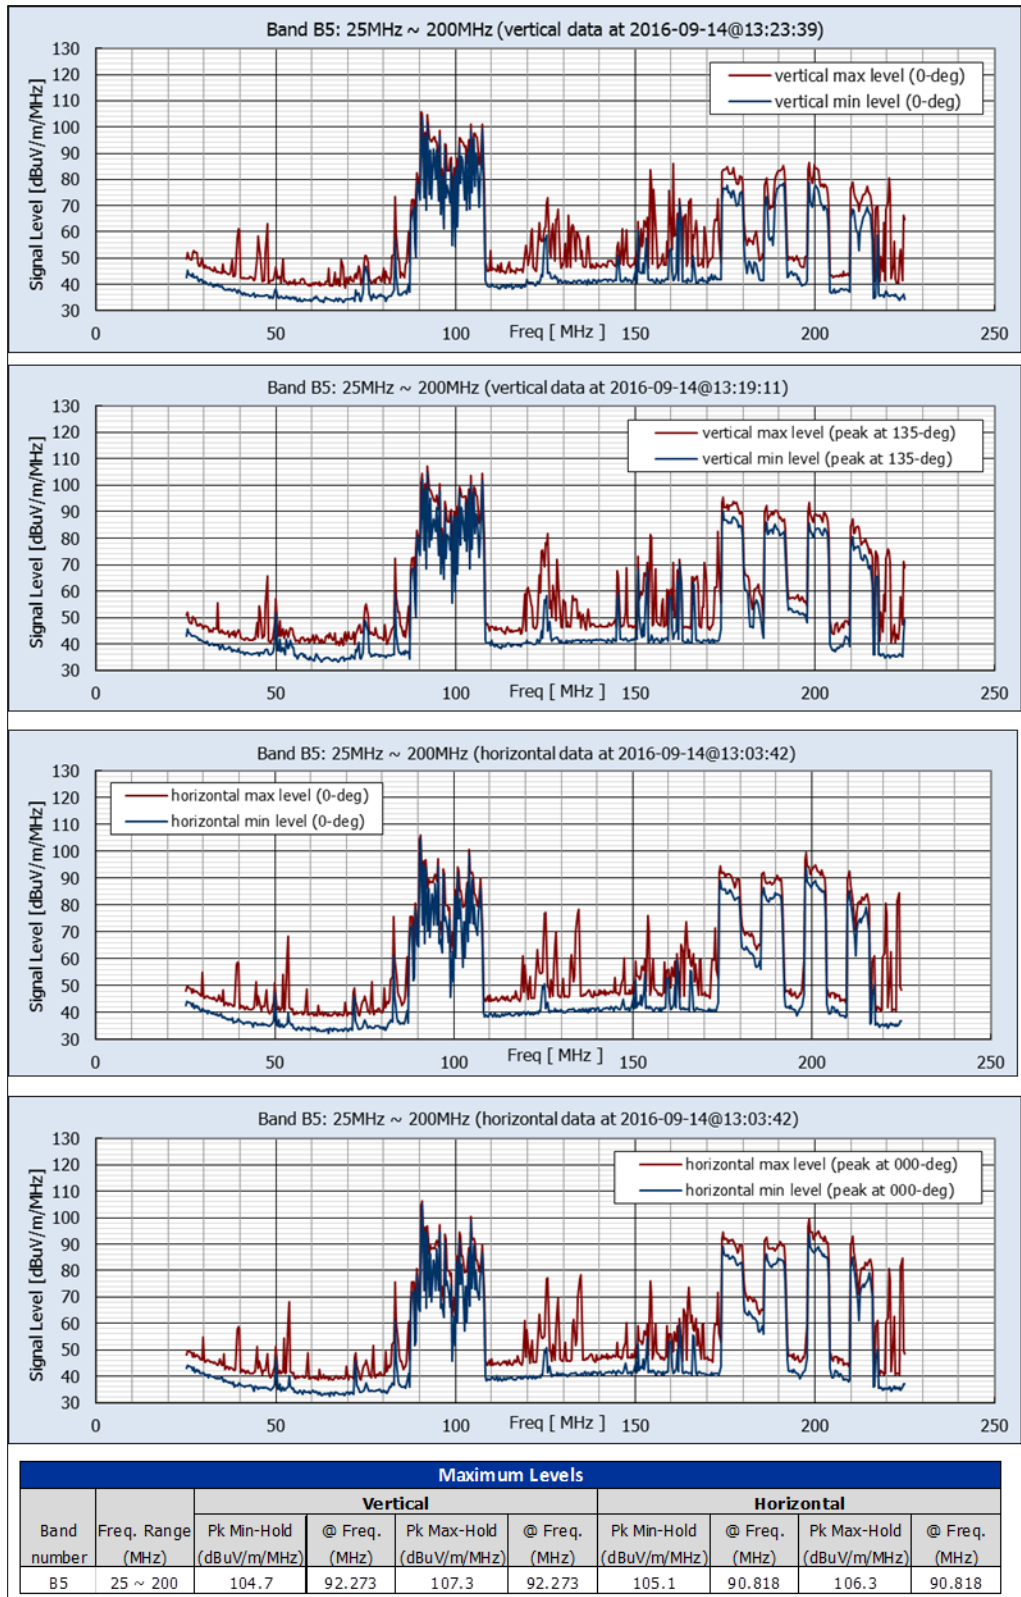 Band B5: 25MHz ~ 200MHz (vertical data at 2016-09-14@13:23:39)
Signal Level [dBuV/m/MHz]
130
120
110
100
90
80
70
60
50
40
30
vertical max level (0-deg)
vertical min level (0-deg)
0 50 100 150 200 250
Freq [ MHz ]
Band B5: 25MHz ~ 200MHz (vertical data at 2016-09-14@13:19:11)
Signal Level [dBuV/m/MHz]
130
120
110
100
90
80
70
60
50
40
30
vertical max level (peak at 135-deg)
vertical min level (peak at 135-deg)
0 50 100 150 200 250
Freq [ MHz ]
Band B5: 25MHz ~ 200MHz (horizontal data at 2016-09-14@13:03:42)
Signal Level [dBuV/m/MHz]
130
120
110
100
90
80
70
60
50
40
30
horizontal max level (0-deg)
horizontal min level (0-deg)
0 50 100 150 200 250
Freq [ MHz ]
Band B5: 25MHz ~ 200MHz (horizontal data at 2016-09-14@13:03:42)
Signal Level [dBuV/m/MHz]
130
120
110
100
90
80
70
60
50
40
30
horizontal max level (peak at 000-deg)
horizontal min level (peak at 000-deg)
0 50 100 150 200 250
Freq [ MHz ]
Maximum Levels
Vertical Horizontal
Band Freq. Range Pk Min-Hold @ Freq. Pk Max-Hold @ Freq. Pk Min-Hold @ Freq. Pk Max-Hold @ Freq.
number (MHz) (dBuV/m/MHz) (MHz) (dBuV/m/MHz) (MHz) (dBuV/m/MHz) (MHz) (dBuV/m/MHz) (MHz)
B5 25 ~ 200 104.7 92.273 107.3 92.273 105.1 90.818 106.3 90.818